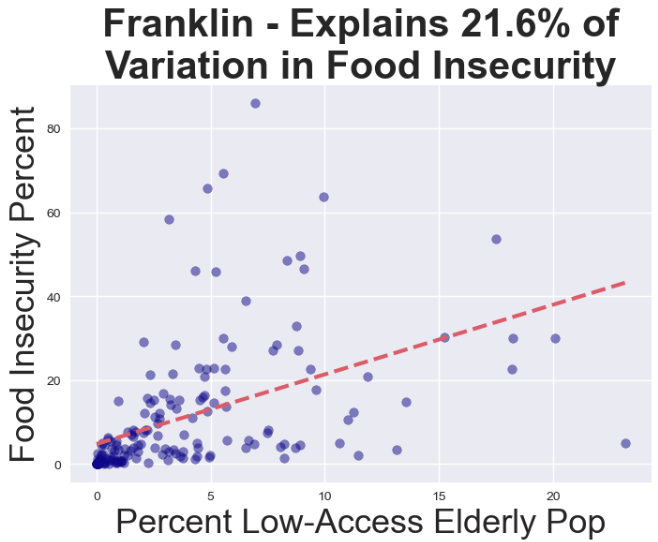 Franklin - Explains 21.6% of
Variation in Food Insecurity
Food Insecurity Percent
80
60
40
20
0
0 5 10 15 20
Percent Low-Access Elderly Pop